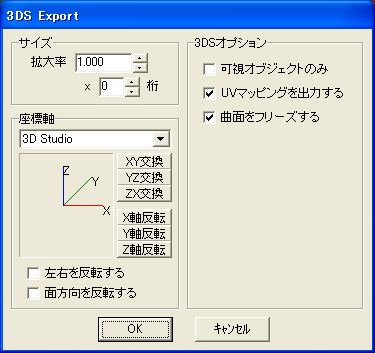 3DS Export
サイズ
拡大率 1.000
x 0 桁
座標軸
3D Studio
Z
Y
X
XY交換
YZ交換
ZX交換
X軸反転
Y軸反転
Z軸反転
左右を反転する
面方向を反転する
3DSオプション
可視オブジェクトのみ
UVマッピングを出力する
曲面をフリーズする
OK
キャンセル